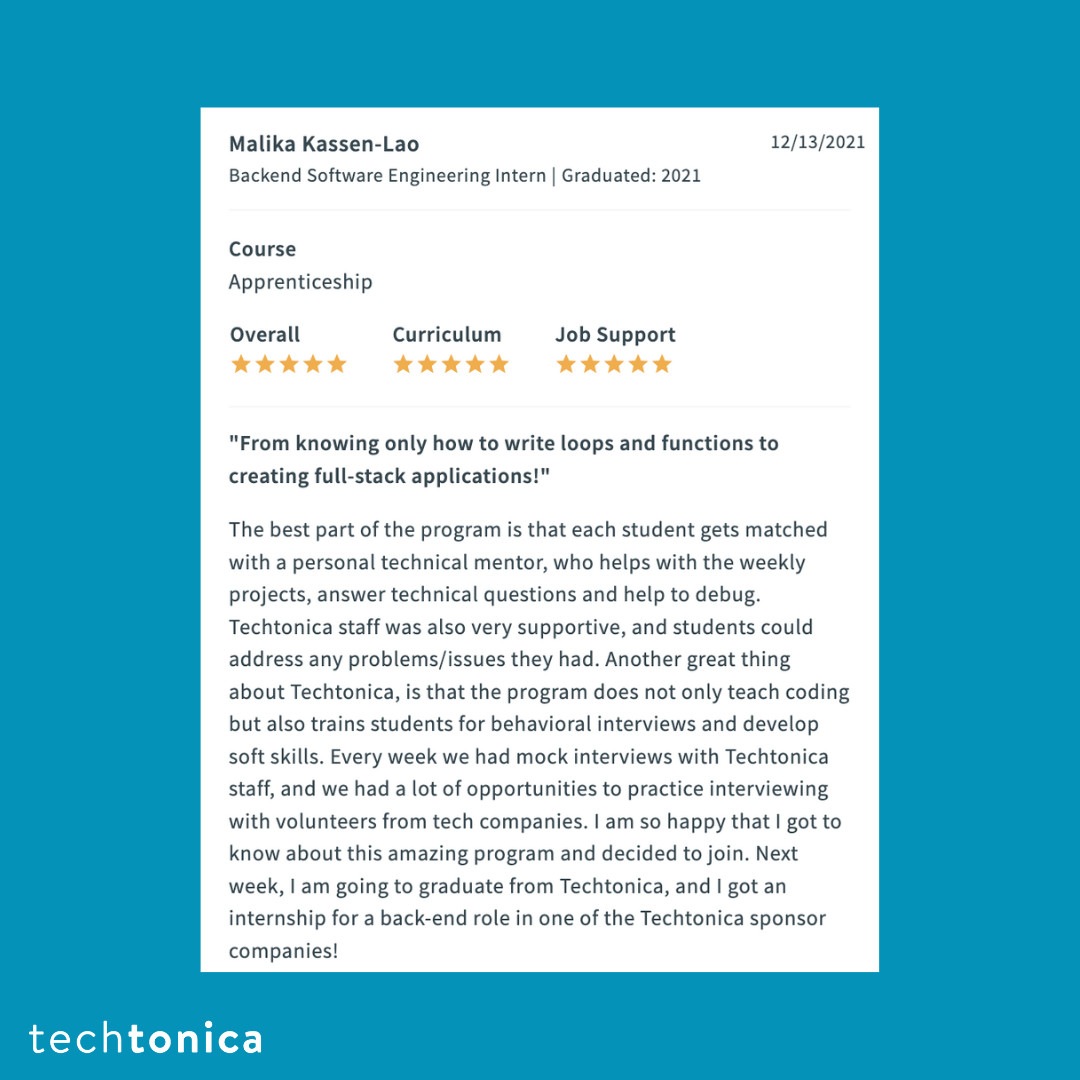 Malika Kassen-Lao 12/13/2021
Backend Software Engineering Intern | Graduated: 2021
Course
Apprenticeship
Overall Curriculum Job Support
"From knowing only how to write loops and functions to
creating full-stack applications!"
The best part of the program is that each student gets matched
with a personal technical mentor, who helps with the weekly
projects, answer technical questions and help to debug.
Techtonica staff was also very supportive, and students could
address any problems/issues they had. Another great thing
about Techtonica, is that the program does not only teach coding
but also trains students for behavioral interviews and develop
soft skills. Every week we had mock interviews with Techtonica
staff, and we had a lot of opportunities to practice interviewing
with volunteers from tech companies. I am so happy that I got to
know about this amazing program and decided to join. Next
week, I am going to graduate from Techtonica, and I got an
internship for a back-end role in one of the Techtonica sponsor
companies!
techtonica